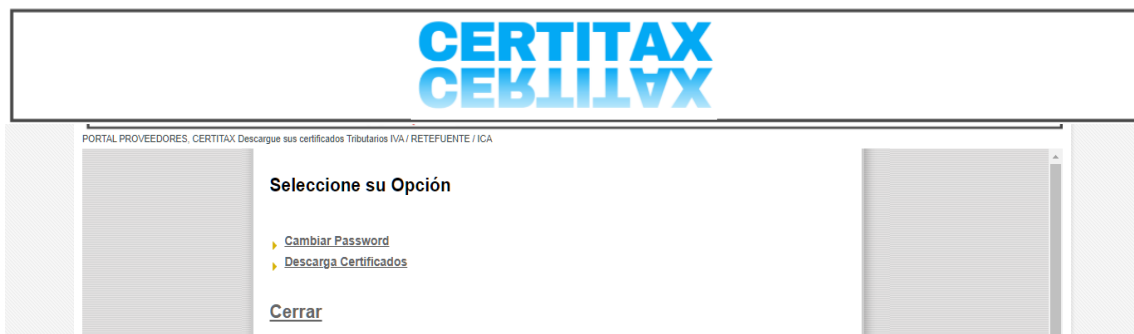 CERTITAX
PORTAL PROVEEDORES, CERTITAX Descargue sus certificados Tributarios IVA / RETEFUENTE / ICA
Seleccione su Opción
Cambiar Password
Descarga Certificados
Cerrar